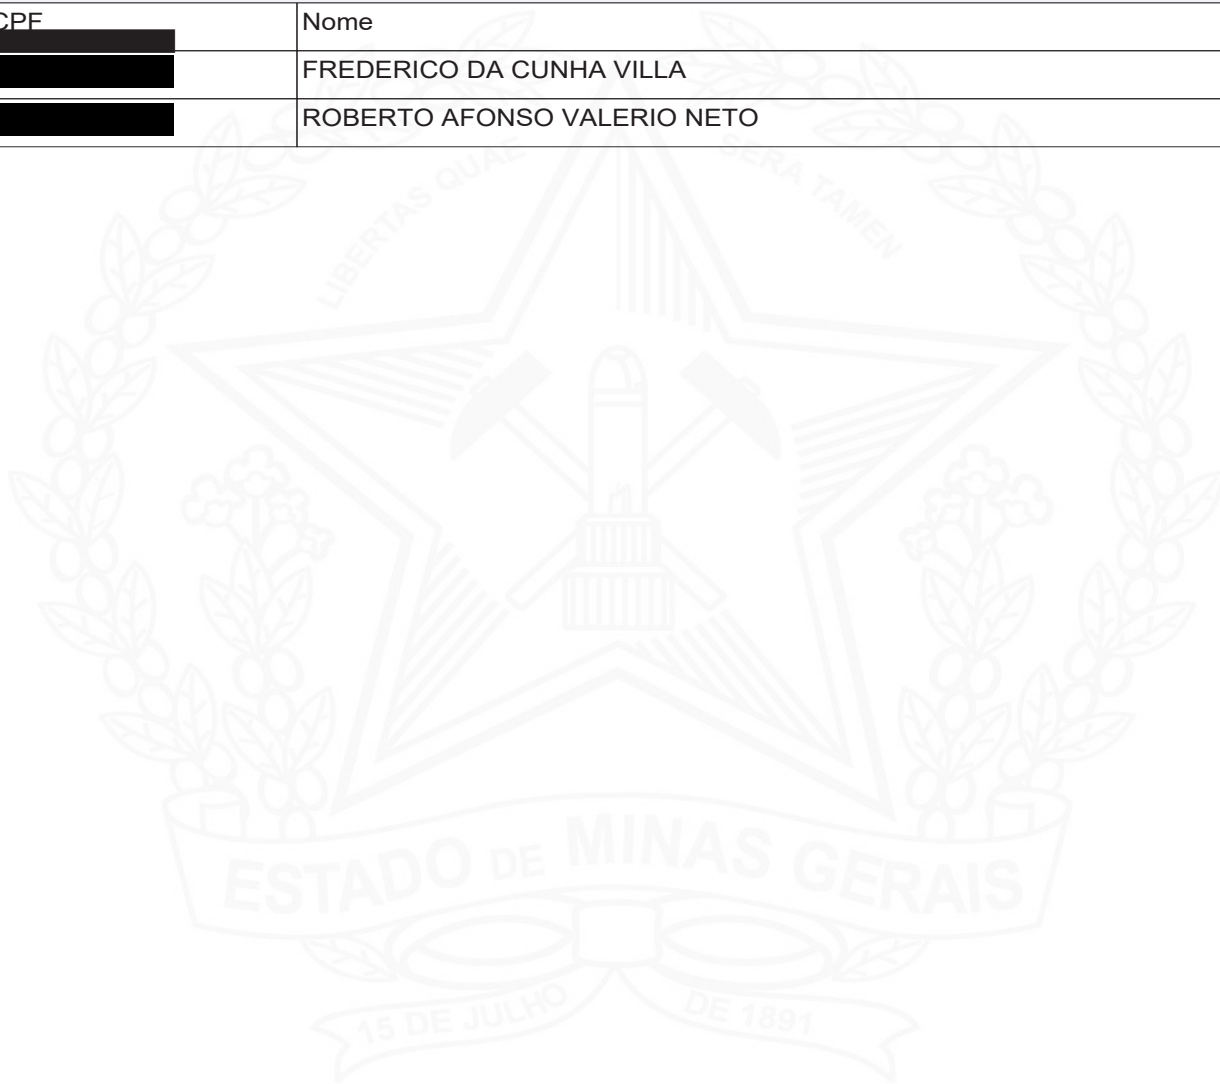 CPF Nome
FREDERICO DA CUNHA VILLA
ROBERTO AFONSO VALERIO NETO
LIBERTAS QUAE SERA TAMEN
ESTADO DE MINAS GERAIS
15 DE JULHO DE 1891